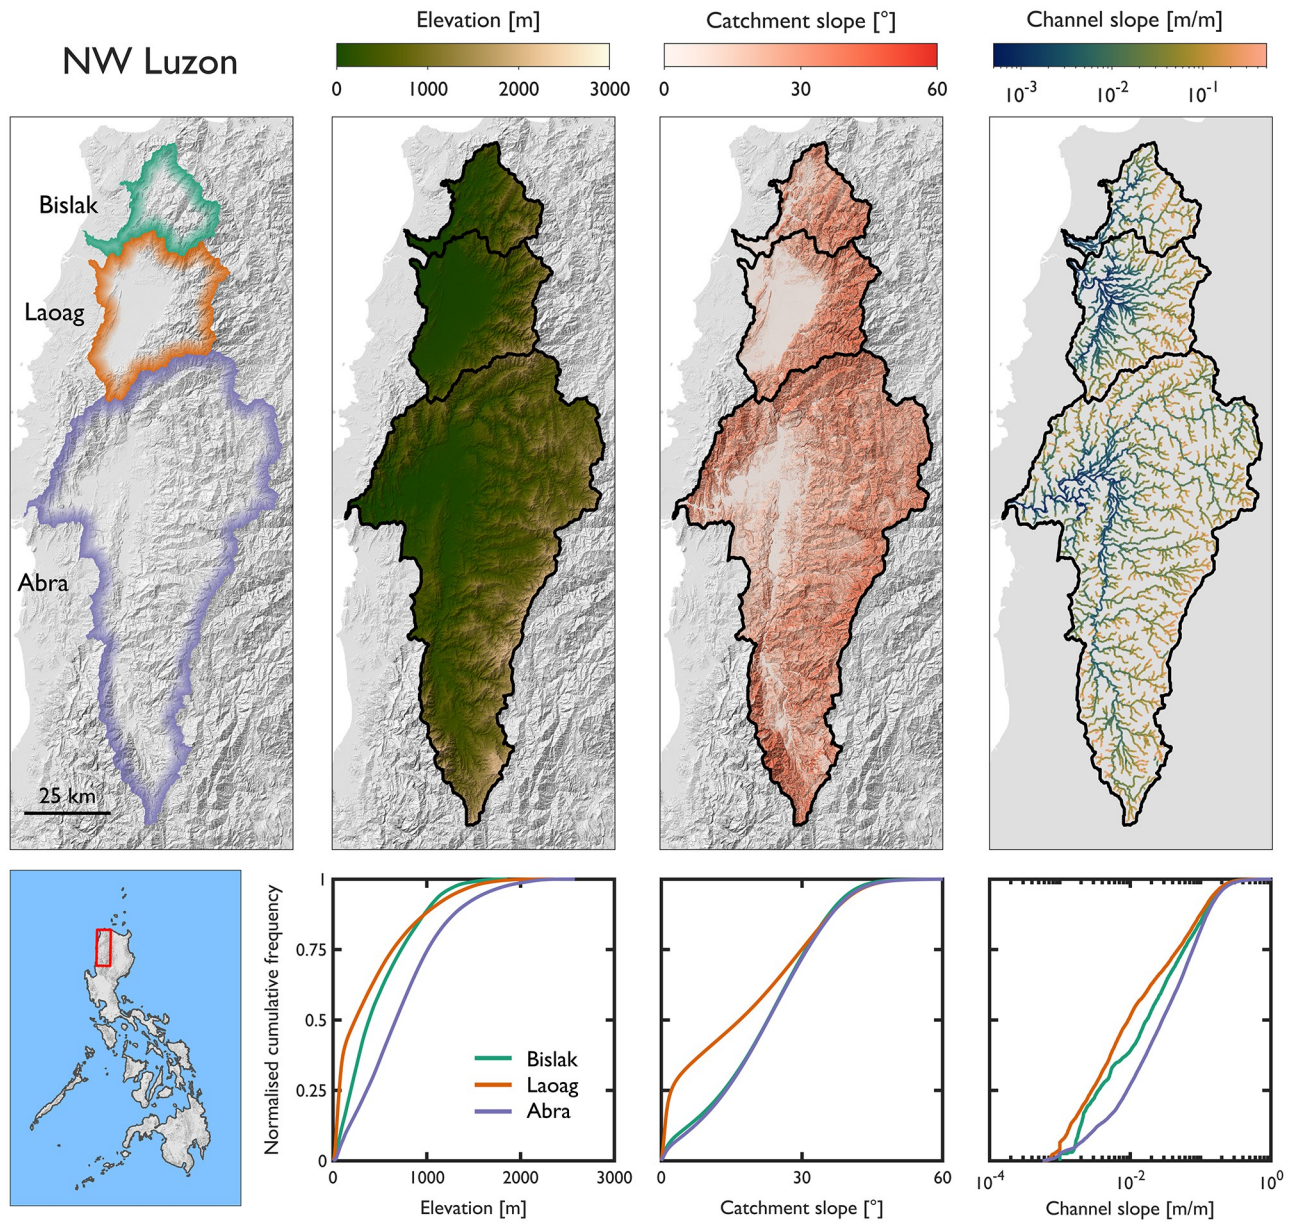 NW Luzon
Elevation [m]
0 1000 2000 3000
Catchment slope [°]
0 30 60
Channel slope [m/m]
10-3 10-2 10-1
Bislak
Laoag
Abra
25 km
Normalised cumulative frequency
1
0.75
0.5
0.25
0
Bislak
Laoag
Abra
0 1000 2000 3000
Elevation [m]
0 30 60
Catchment slope [°]
10-4 10-2 100
Channel slope [m/m]